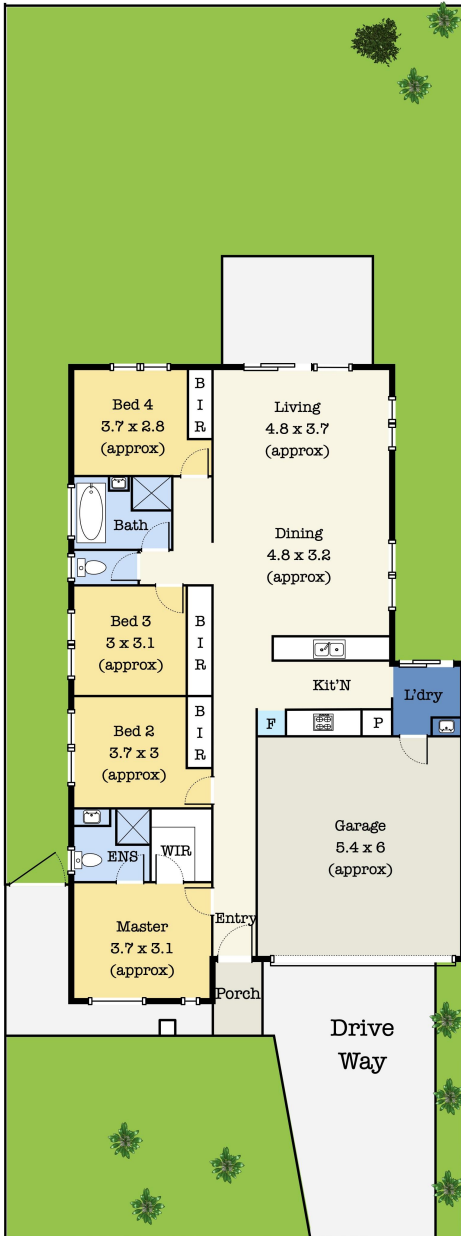 Bed 4
3.7 x 2.8
(approx)
B
I
R
Living
4.8 x 3.7
(approx)
Bath
Dining
4.8 x 3.2
(approx)
Bed 3
3 x 3.1
(approx)
B
I
R
Kit'N
L'dry
Bed 2
3.7 x 3
(approx)
B
I
R
F
P
ENS
WIR
Garage
5.4 x 6
(approx)
Master
3.7 x 3.1
(approx)
Entry
Porch
Drive
Way